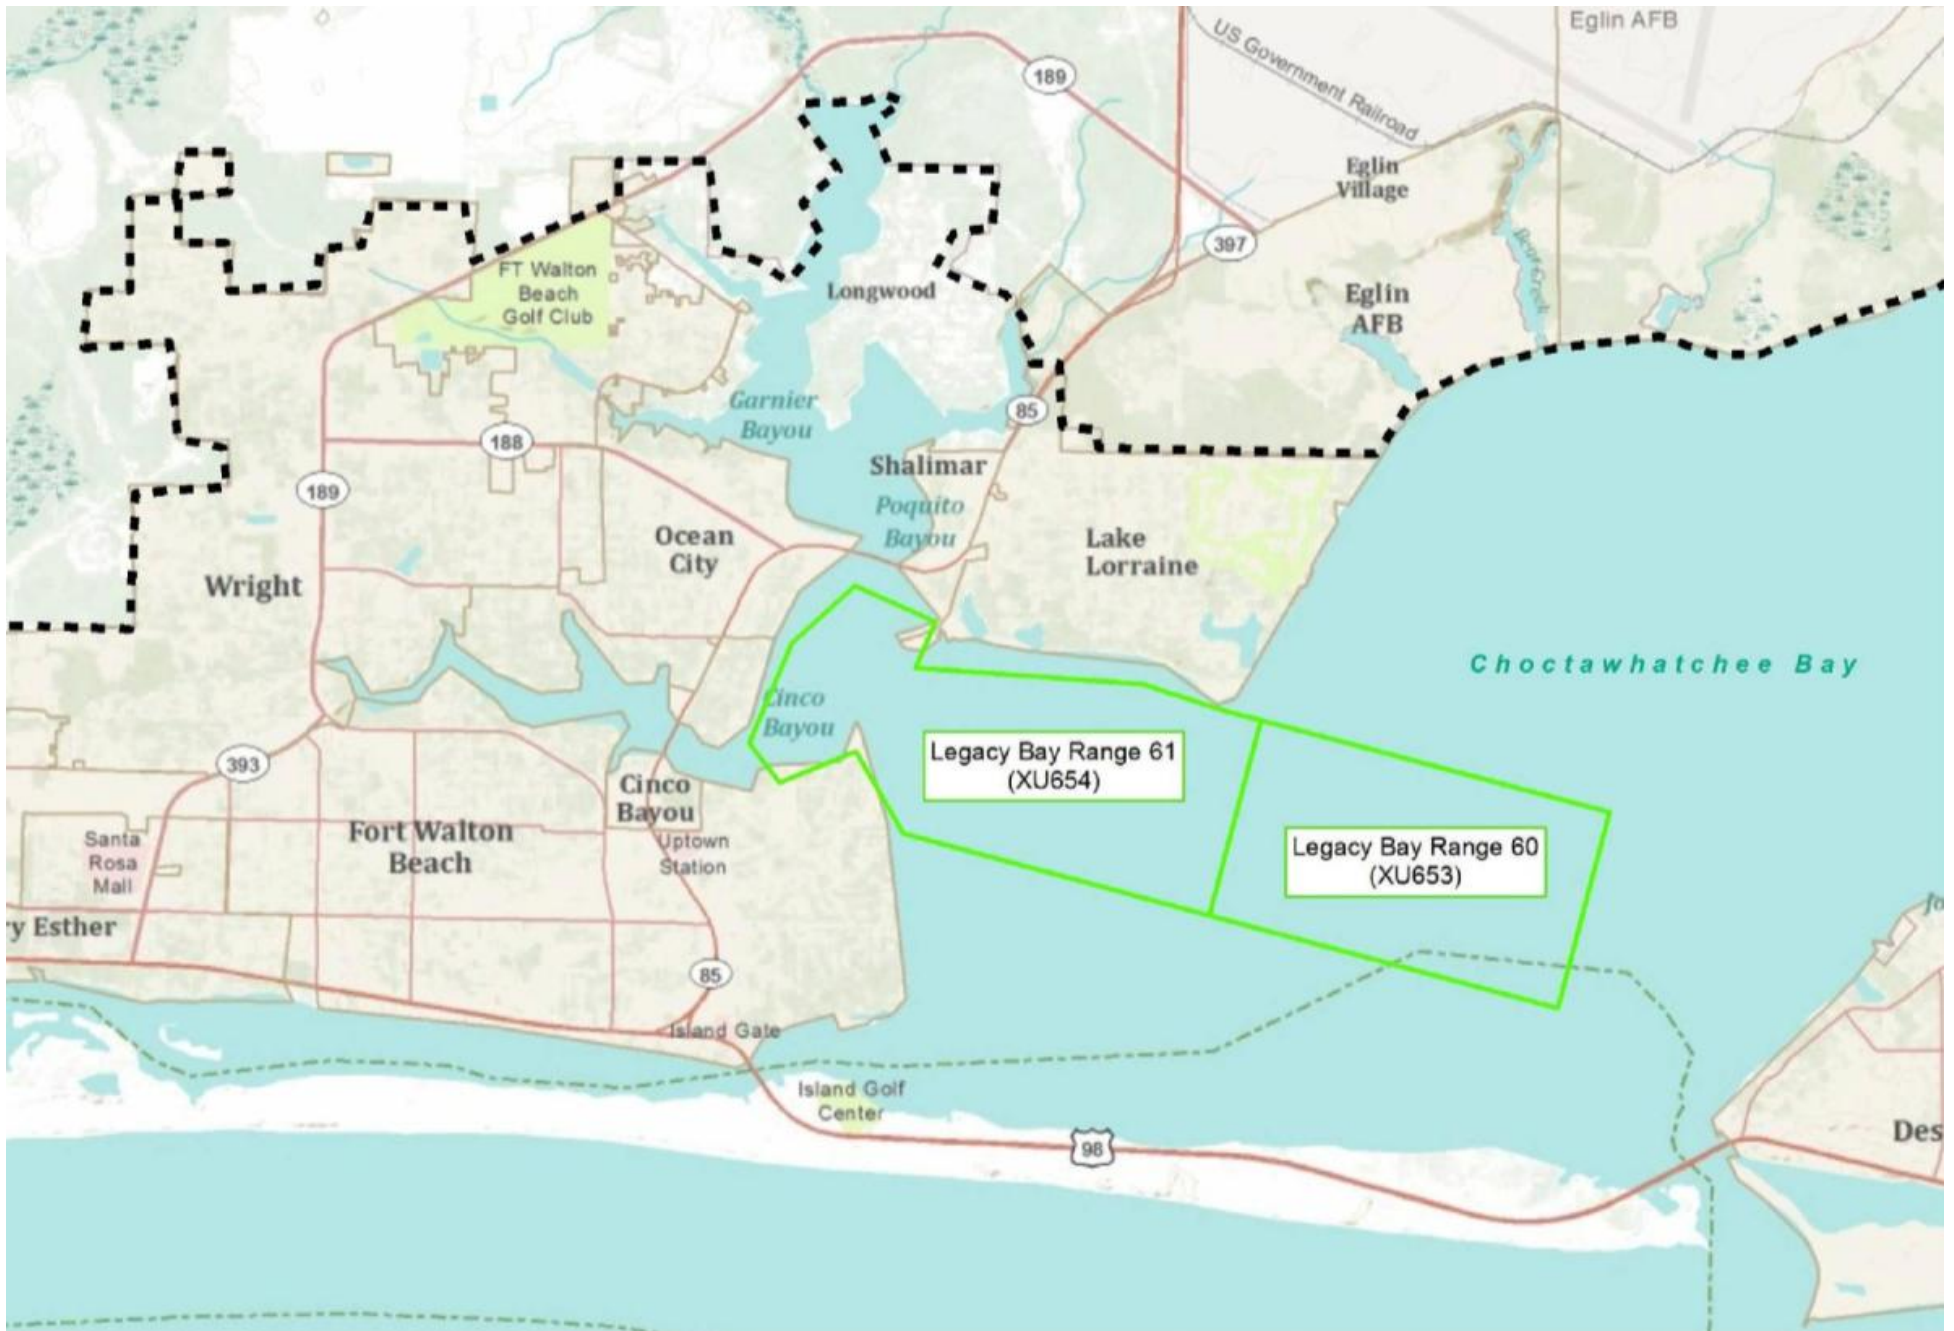 Eglin AFB
US Government Railroad
189
Eglin
Village
397
FT Walton
Beach
Golf Club
Longwood
Eglin
AFB
Garnier
Bayou
85
188
Shalimar
189
Poquito
Bayou
Ocean
City
Lake
Lorraine
Wright
Choctawhatchee Bay
Cinco
Bayou
Legacy Bay Range 61
(XU654)
393
Cinco
Bayou
Fort Walton
Beach
Uptown
Station
Santa
Rosa
Mall
Legacy Bay Range 60
(XU653)
Jo
ry Esther
85
Island Gate
Island Golf
Center
98
Des